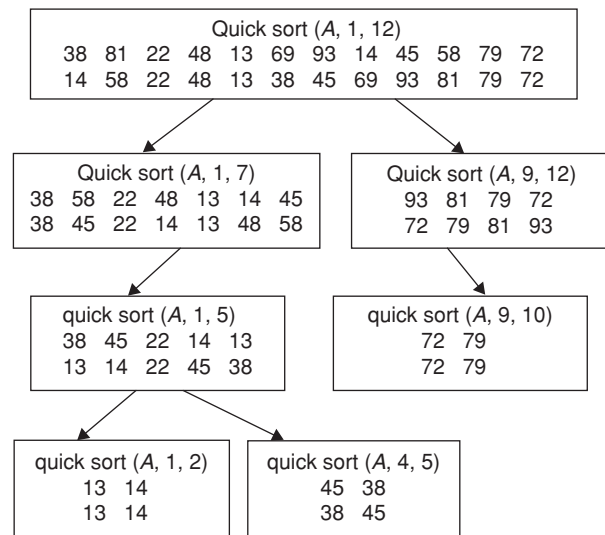 Quick sort (A, 1, 12)
38 81 22 48 13 69 93 14 45 58 79 72
14 58 22 48 13 38 45 69 93 81 79 72
Quick sort (A, 1, 7)
38 58 22 48 13 14 45
38 45 22 14 13 48 58
Quick sort (A, 9, 12)
93 81 79 72
72 79 81 93
quick sort (A, 1, 5)
38 45 22 14 13
13 14 22 45 38
quick sort (A, 9, 10)
72 79
72 79
quick sort (A, 1, 2)
13 14
13 14
quick sort (A, 4, 5)
45 38
38 45